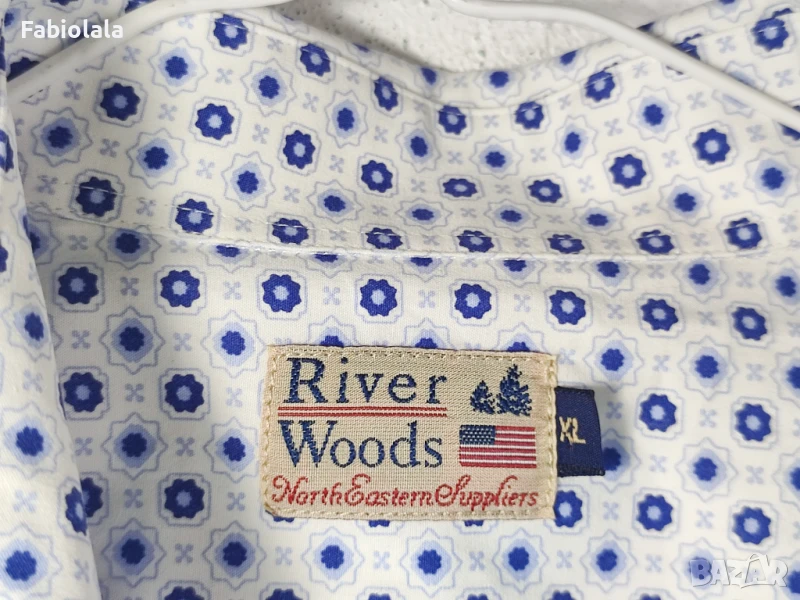 Fabiolala
River
Woods
North Eastern Suppliers
XL
BAZAR